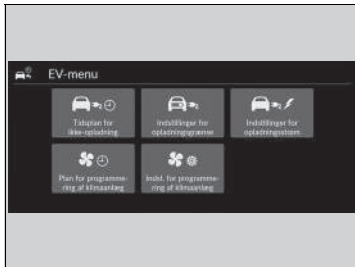 EV-menu
Tidsplan for
ikke-opladning
Indstillinger for
opladningsgrænse
Indstillinger for
opladningsstrøm
Plan for programme-
ring af klimaanlæg
Indst. for programme-
ring af klimaanlæg